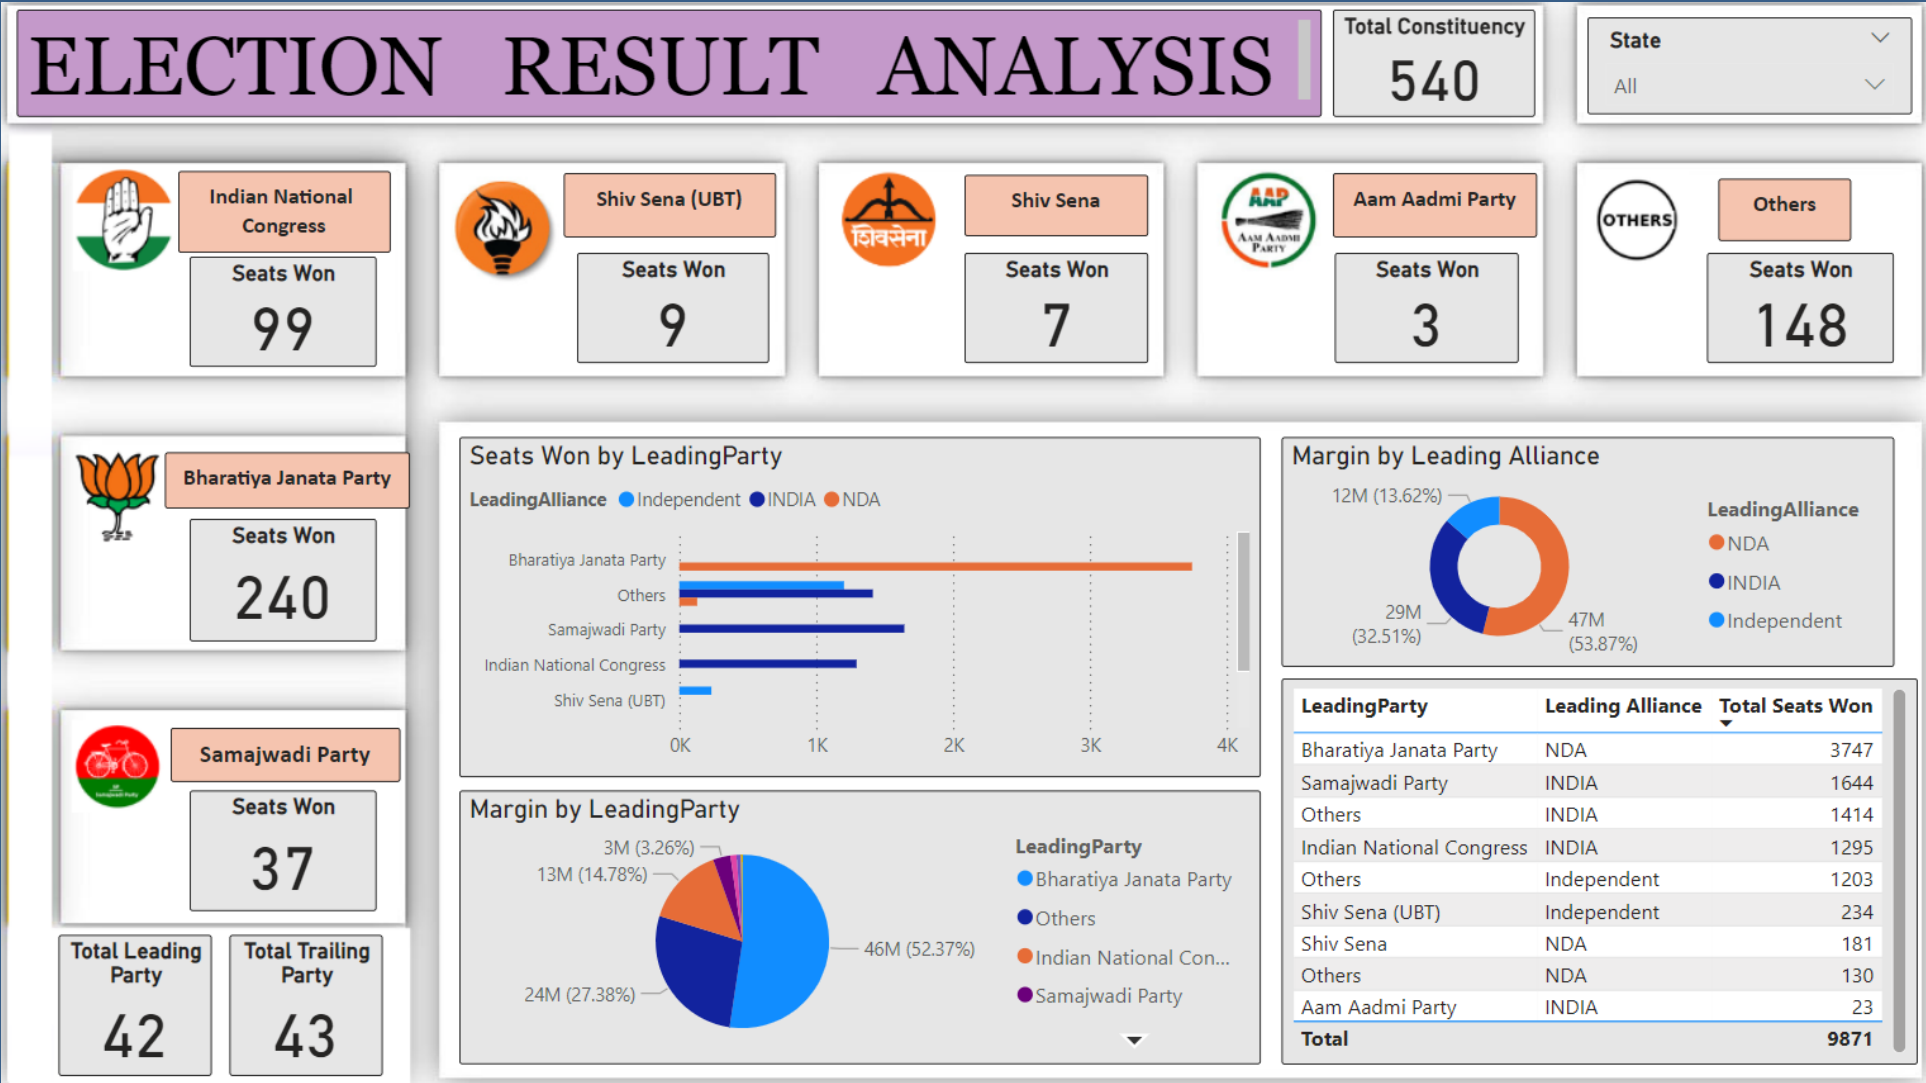 ELECTION RESULT ANALYSIS
Total Constituency
540
State
All
Indian National
Congress
Seats Won
99
Shiv Sena (UBT)
Seats Won
9
शिवसेना
Shiv Sena
Seats Won
7
AAP
AAM AADMI
PARTY
Aam Aadmi Party
Seats Won
3
OTHERS
Others
Seats Won
148
Bharatiya Janata Party
Seats Won
240
Samajwadi Party
Samajwadi Party
Seats Won
37
Total Leading
Party
42
Total Trailing
Party
43
Seats Won by LeadingParty
LeadingAlliance Independent INDIA NDA
Bharatiya Janata Party
Others
Samajwadi Party
Indian National Congress
Shiv Sena (UBT)
0K 1K 2K 3K 4K
Margin by LeadingParty
3M (3.26%)
13M (14.78%)
46M (52.37%)
24M (27.38%)
LeadingParty
Bharatiya Janata Party
Others
Indian National Con...
Samajwadi Party
Margin by Leading Alliance
12M (13.62%)
29M
(32.51%)
47M
(53.87%)
LeadingAlliance
NDA
INDIA
Independent
LeadingParty Leading Alliance Total Seats Won
Bharatiya Janata Party NDA 3747
Samajwadi Party INDIA 1644
Others INDIA 1414
Indian National Congress INDIA 1295
Others Independent 1203
Shiv Sena (UBT) Independent 234
Shiv Sena NDA 181
Others NDA 130
Aam Aadmi Party INDIA 23
Total 9871